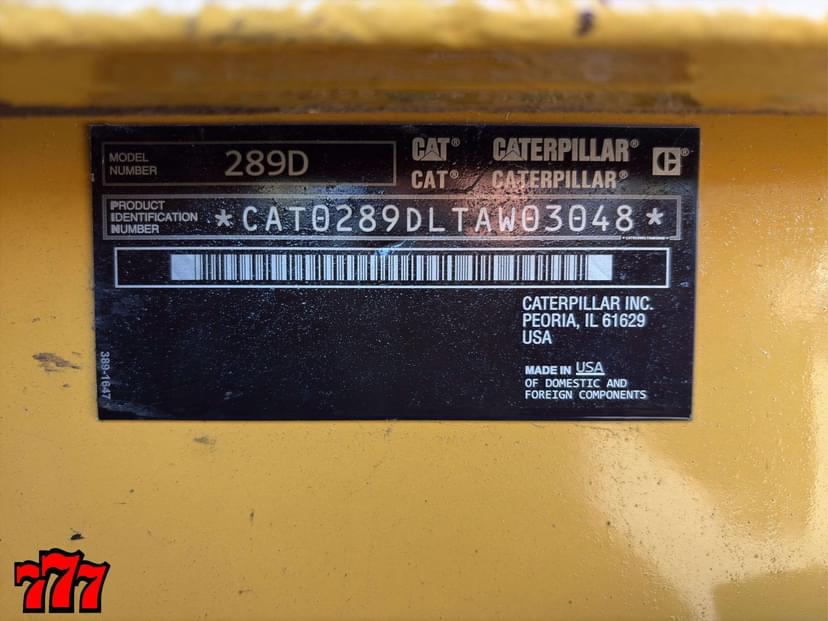 MODEL NUMBER 289D
CAT® CATERPILLAR® C®
CAT® CATERPILLAR®
PRODUCT IDENTIFICATION NUMBER *CAT0289DLTAW03048*
CATERPILLAR INC.
PEORIA, IL 61629
USA
MADE IN USA
OF DOMESTIC AND
FOREIGN COMPONENTS
389-1647
777